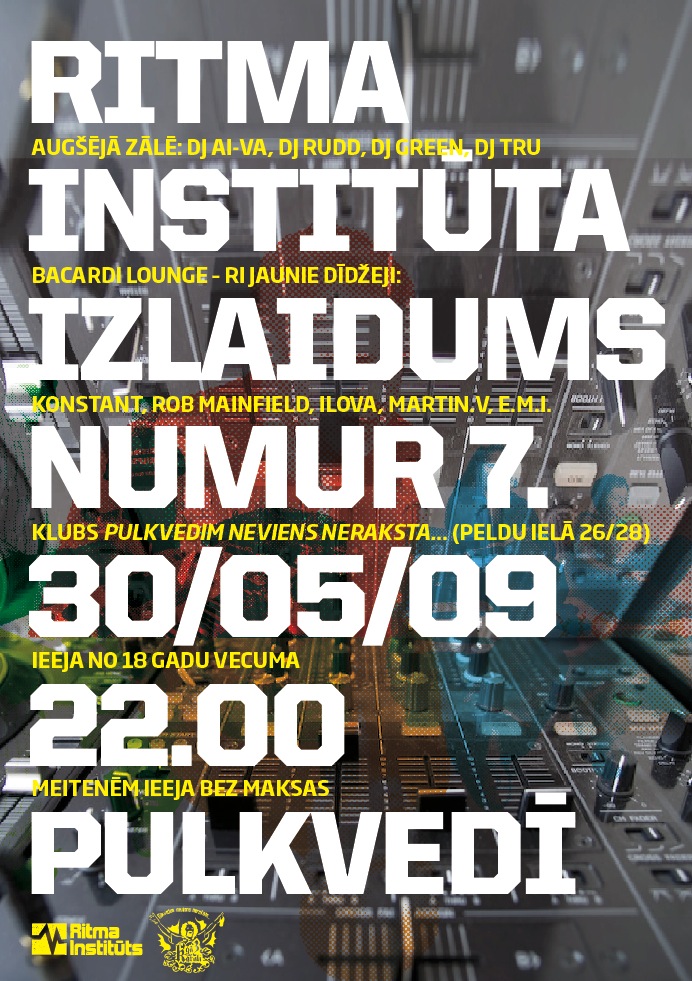 RITMA
AUGŠĒJĀ ZĀLĒ: DJ AI-VA, DJ RUDD, DJ GREEN, DJ TRU
INSTITŪTA
BACARDI LOUNGE - RI JAUNIE DĪDŽEJI:
IZLAIDUMS
KONSTANT, ROB MAINFIELD, ILOVA, MARTIN.V, E.M.I.
NUMUR 7.
KLUBS PULKVEDIM NEVIENS NERAKSTA... (PELDU IELĀ 26/28)
30/05/09
IEEJA NO 18 GADU VECUMA
22.00
MEITENĒM IEEJA BEZ MAKSAS
PULKVEDĪ
Ritma
Institūts